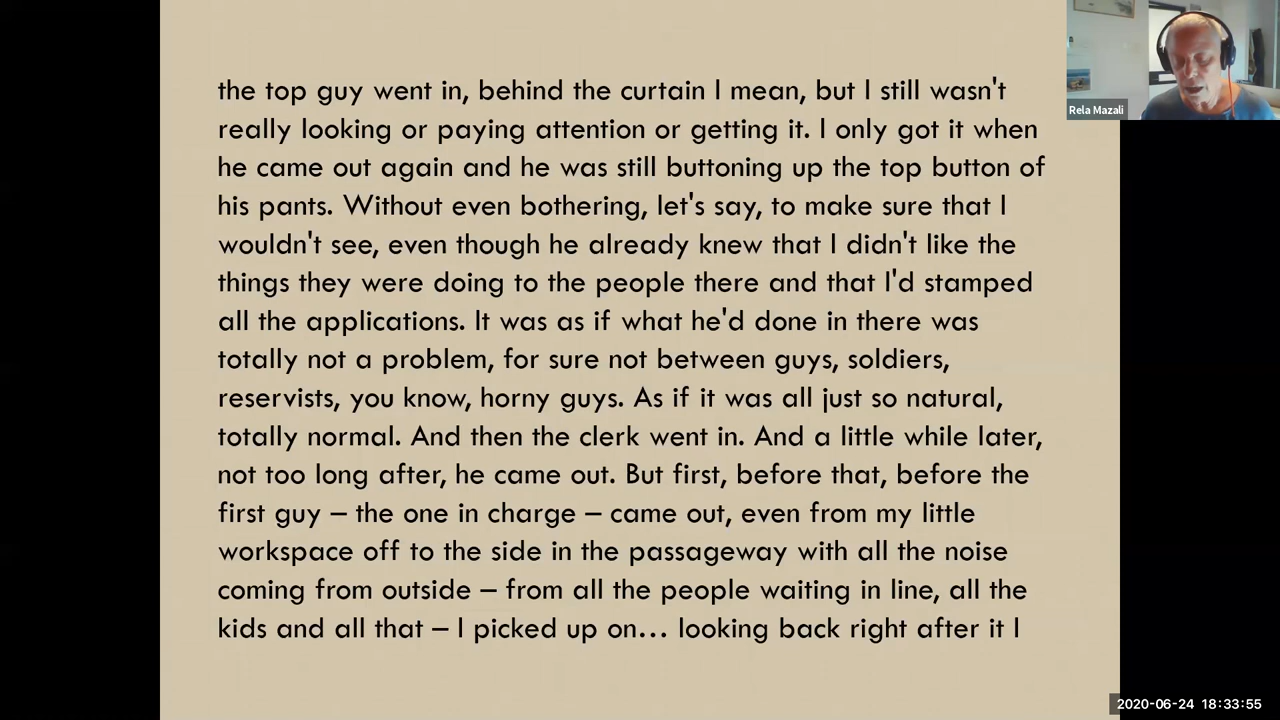 the top guy went in, behind the curtain I mean, but I still wasn't
really looking or paying attention or getting it. I only got it when
he came out again and he was still buttoning up the top button of
his pants. Without even bothering, let's say, to make sure that I
wouldn't see, even though he already knew that I didn't like the
things they were doing to the people there and that I'd stamped
all the applications. It was as if what he'd done in there was
totally not a problem, for sure not between guys, soldiers,
reservists, you know, horny guys. As if it was all just so natural,
totally normal. And then the clerk went in. And a little while later,
not too long after, he came out. But first, before that, before the
first guy – the one in charge – came out, even from my little
workspace off to the side in the passageway with all the noise
coming from outside – from all the people waiting in line, all the
kids and all that – I picked up on... looking back right after it I
Rela Mazali
2020-06-24 18:33:55